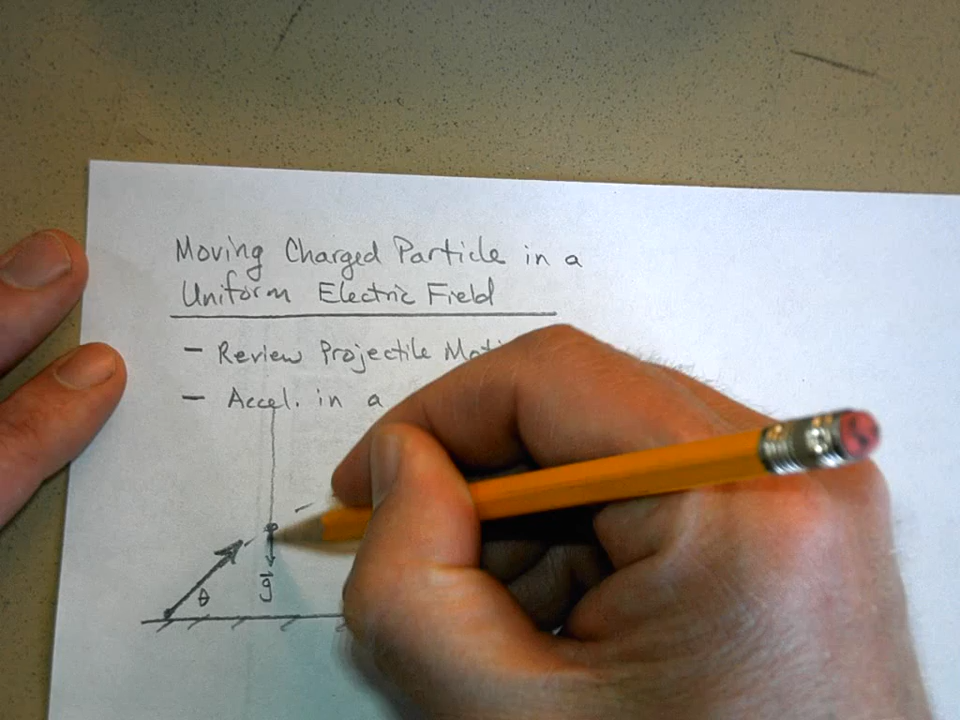 Moving Charged Particle in a
Uniform Electric Field
- Review Projectile
- Accel. in a
θ
g